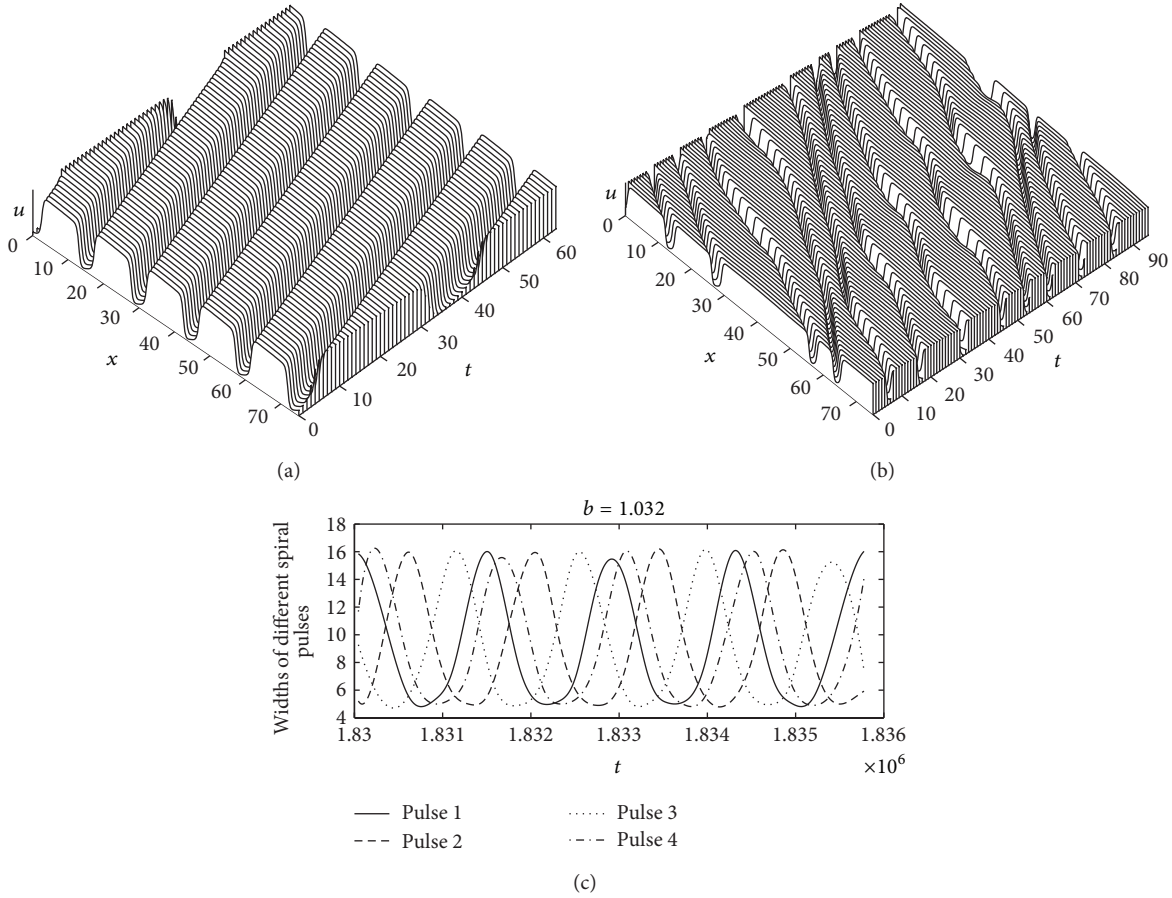 u
0
10
20
30
40
50
60
70
x
0
10
20
30
40
50
60
t
(a)
u
0
10
20
30
40
50
60
70
x
0
10
20
30
40
50
60
70
80
90
t
(b)
b = 1.032
Widths of different spiral
pulses
18
16
14
12
10
8
6
4
1.83 1.831 1.832 1.833 1.834 1.835 1.836
t
×10⁶
Pulse 1
Pulse 2
Pulse 3
Pulse 4
(c)